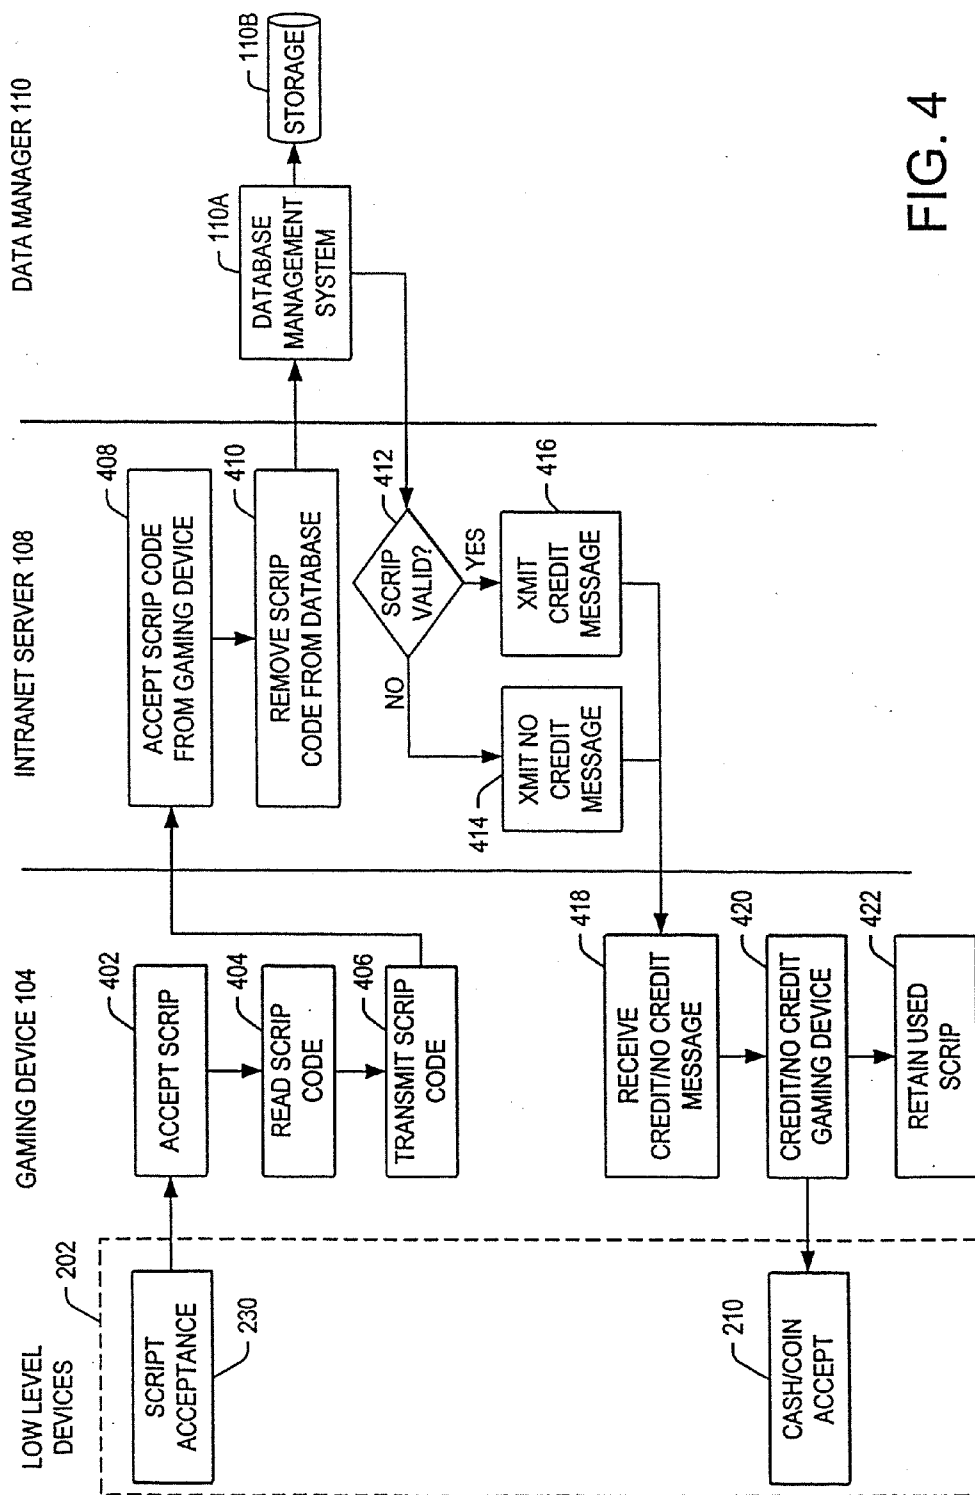 LOW LEVEL
DEVICES
GAMING DEVICE 104
INTRANET SERVER 108
DATA MANAGER 110
202
SCRIPT
ACCEPTANCE
230
402
ACCEPT SCRIP
404
READ SCRIP
CODE
406
TRANSMIT SCRIP
CODE
408
ACCEPT SCRIP CODE
FROM GAMING DEVICE
410
REMOVE SCRIP
CODE FROM DATABASE
110A
DATABASE
MANAGEMENT
SYSTEM
110B
STORAGE
412
SCRIP
VALID?
NO
YES
414
XMIT NO
CREDIT
MESSAGE
416
XMIT
CREDIT
MESSAGE
418
RECEIVE
CREDIT/NO CREDIT
MESSAGE
420
CREDIT/NO CREDIT
GAMING DEVICE
422
RETAIN USED
SCRIP
210
CASH/COIN
ACCEPT
FIG. 4